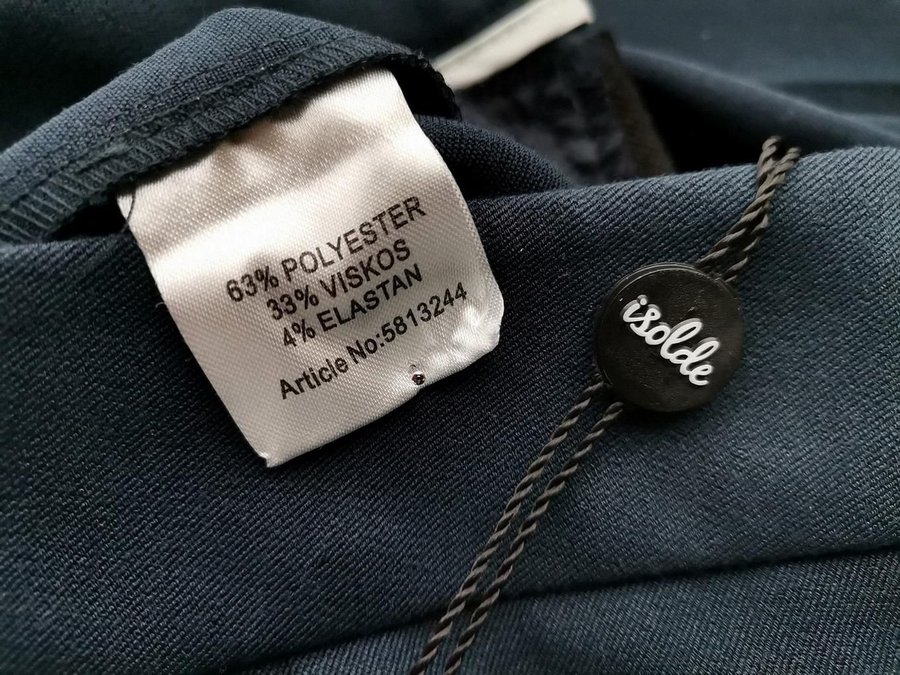 63% POLYESTER
33% VISKOS
4% ELASTAN
Article No:5813244
isolde